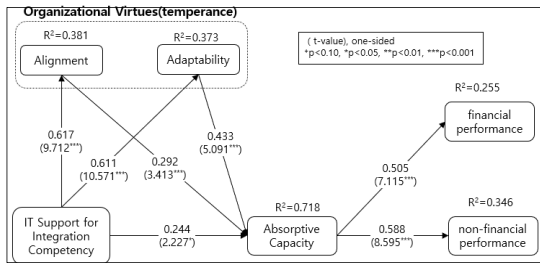 Organizational Virtues(temperance)
R²=0.381
R²=0.373
( t-value), one-sided
⁺p<0.10, *p<0.05, **p<0.01, ***p<0.001
Alignment
Adaptability
R²=0.255
financial
performance
0.617
(9.712***)
0.611
(10.571***)
0.292
(3.413***)
0.433
(5.091***)
0.505
(7.115***)
R²=0.718
R²=0.346
IT Support for
Integration
Competency
0.244
(2.227*)
Absorptive
Capacity
0.588
(8.595***)
non-financial
performance